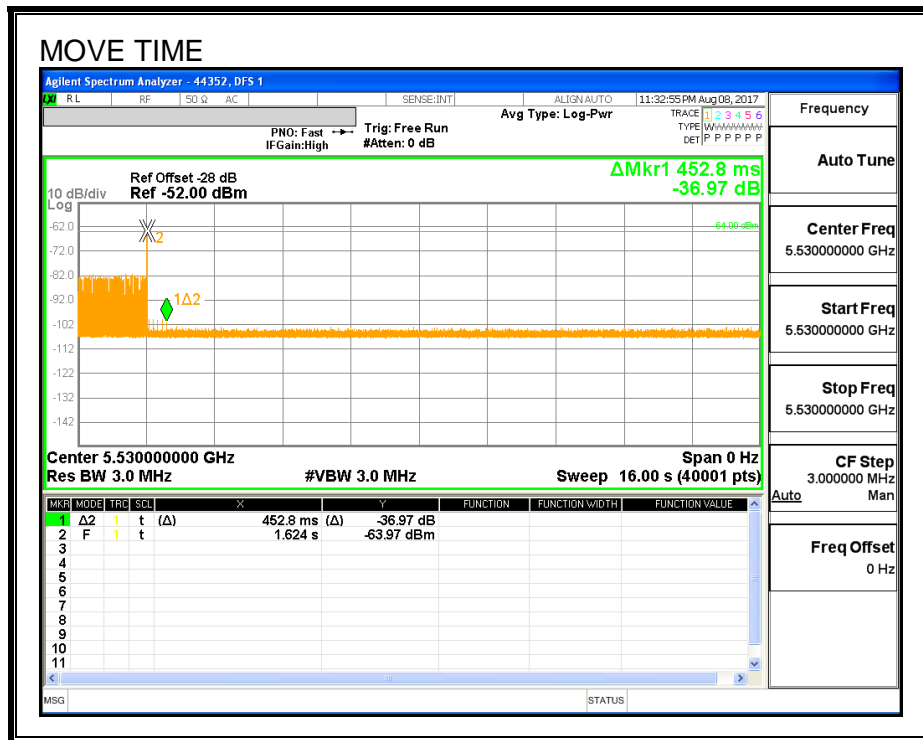 MOVE TIME
Agilent Spectrum Analyzer - 44352, DFS 1
LXI RL RF 50 Ω AC SENSE:INT ALIGN AUTO 11:32:55 PM Aug 08, 2017
Avg Type: Log-Pwr
TRACE 1 2 3 4 5 6
PNO: Fast Trig: Free Run
TYPE WWWWWW
IFGain:High #Atten: 0 dB
DET P P P P P P
ΔMkr1 452.8 ms
-36.97 dB
Ref Offset -28 dB
10 dB/div Ref -52.00 dBm
Log
-62.0
-64.00 dBm
2
-72.0
-82.0
-92.0
1Δ2
-102
-112
-122
-132
-142
Center 5.530000000 GHz Span 0 Hz
Res BW 3.0 MHz #VBW 3.0 MHz Sweep 16.00 s (40001 pts)
MKR MODE TRC SCL X Y FUNCTION FUNCTION WIDTH FUNCTION VALUE
1 Δ2 1 t (Δ) 452.8 ms (Δ) -36.97 dB
2 F 1 t 1.624 s -63.97 dBm
3
4
5
6
7
8
9
10
11
MSG STATUS
Frequency
Auto Tune
Center Freq
5.530000000 GHz
Start Freq
5.530000000 GHz
Stop Freq
5.530000000 GHz
CF Step
3.000000 MHz
Auto Man
Freq Offset
0 Hz